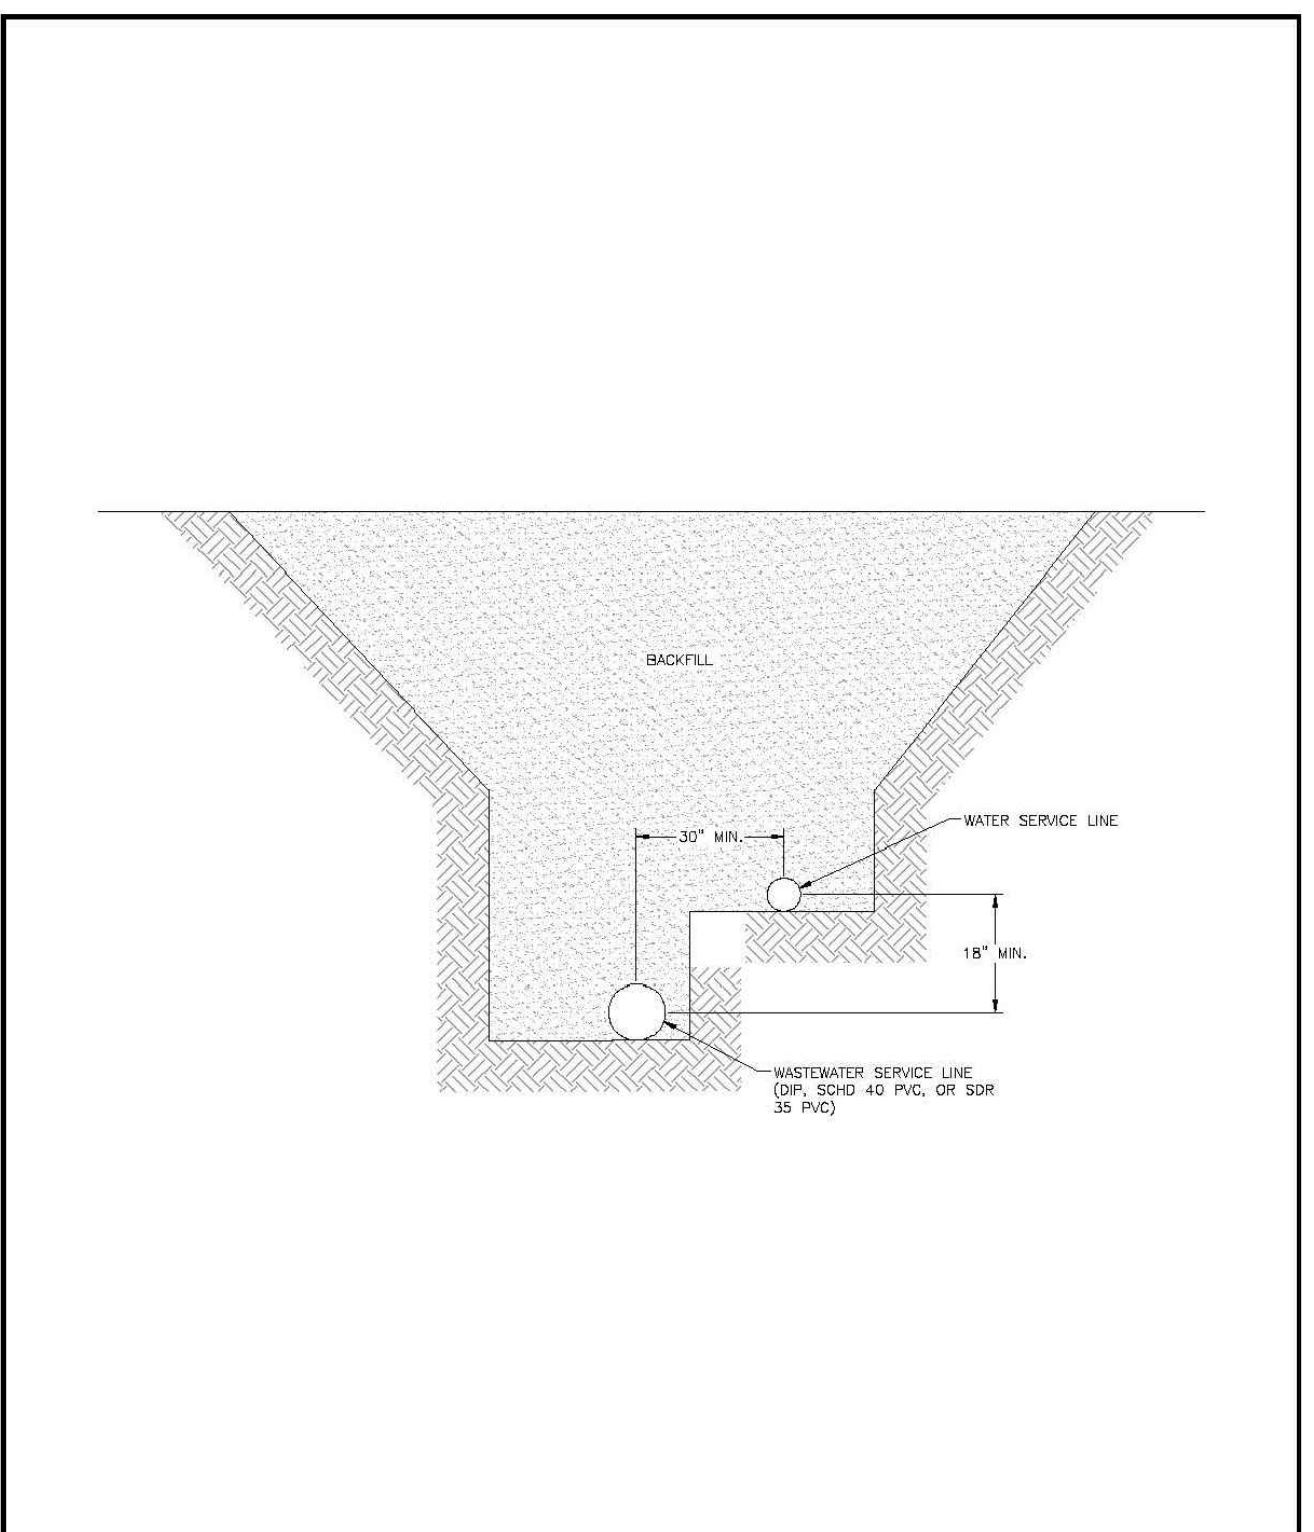 BACKFILL
30" MIN.
WATER SERVICE LINE
18" MIN.
WASTEWATER SERVICE LINE
(DIP, SCHD 40 PVC, OR SDR
35 PVC)